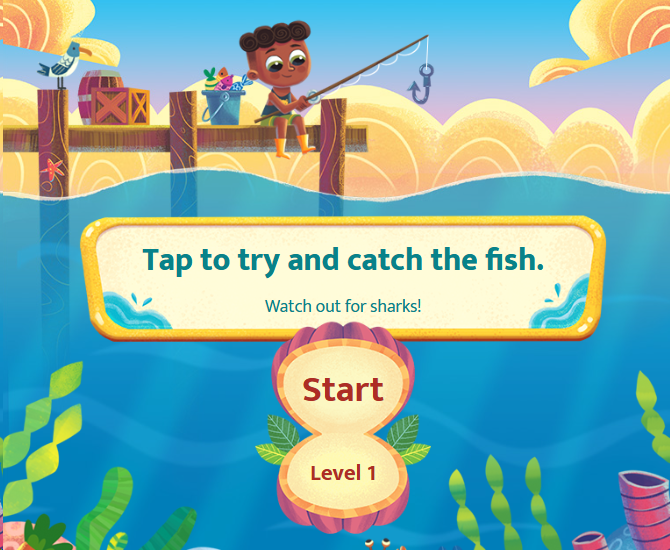 Tap to try and catch the fish.
Watch out for sharks!
Start
Level 1